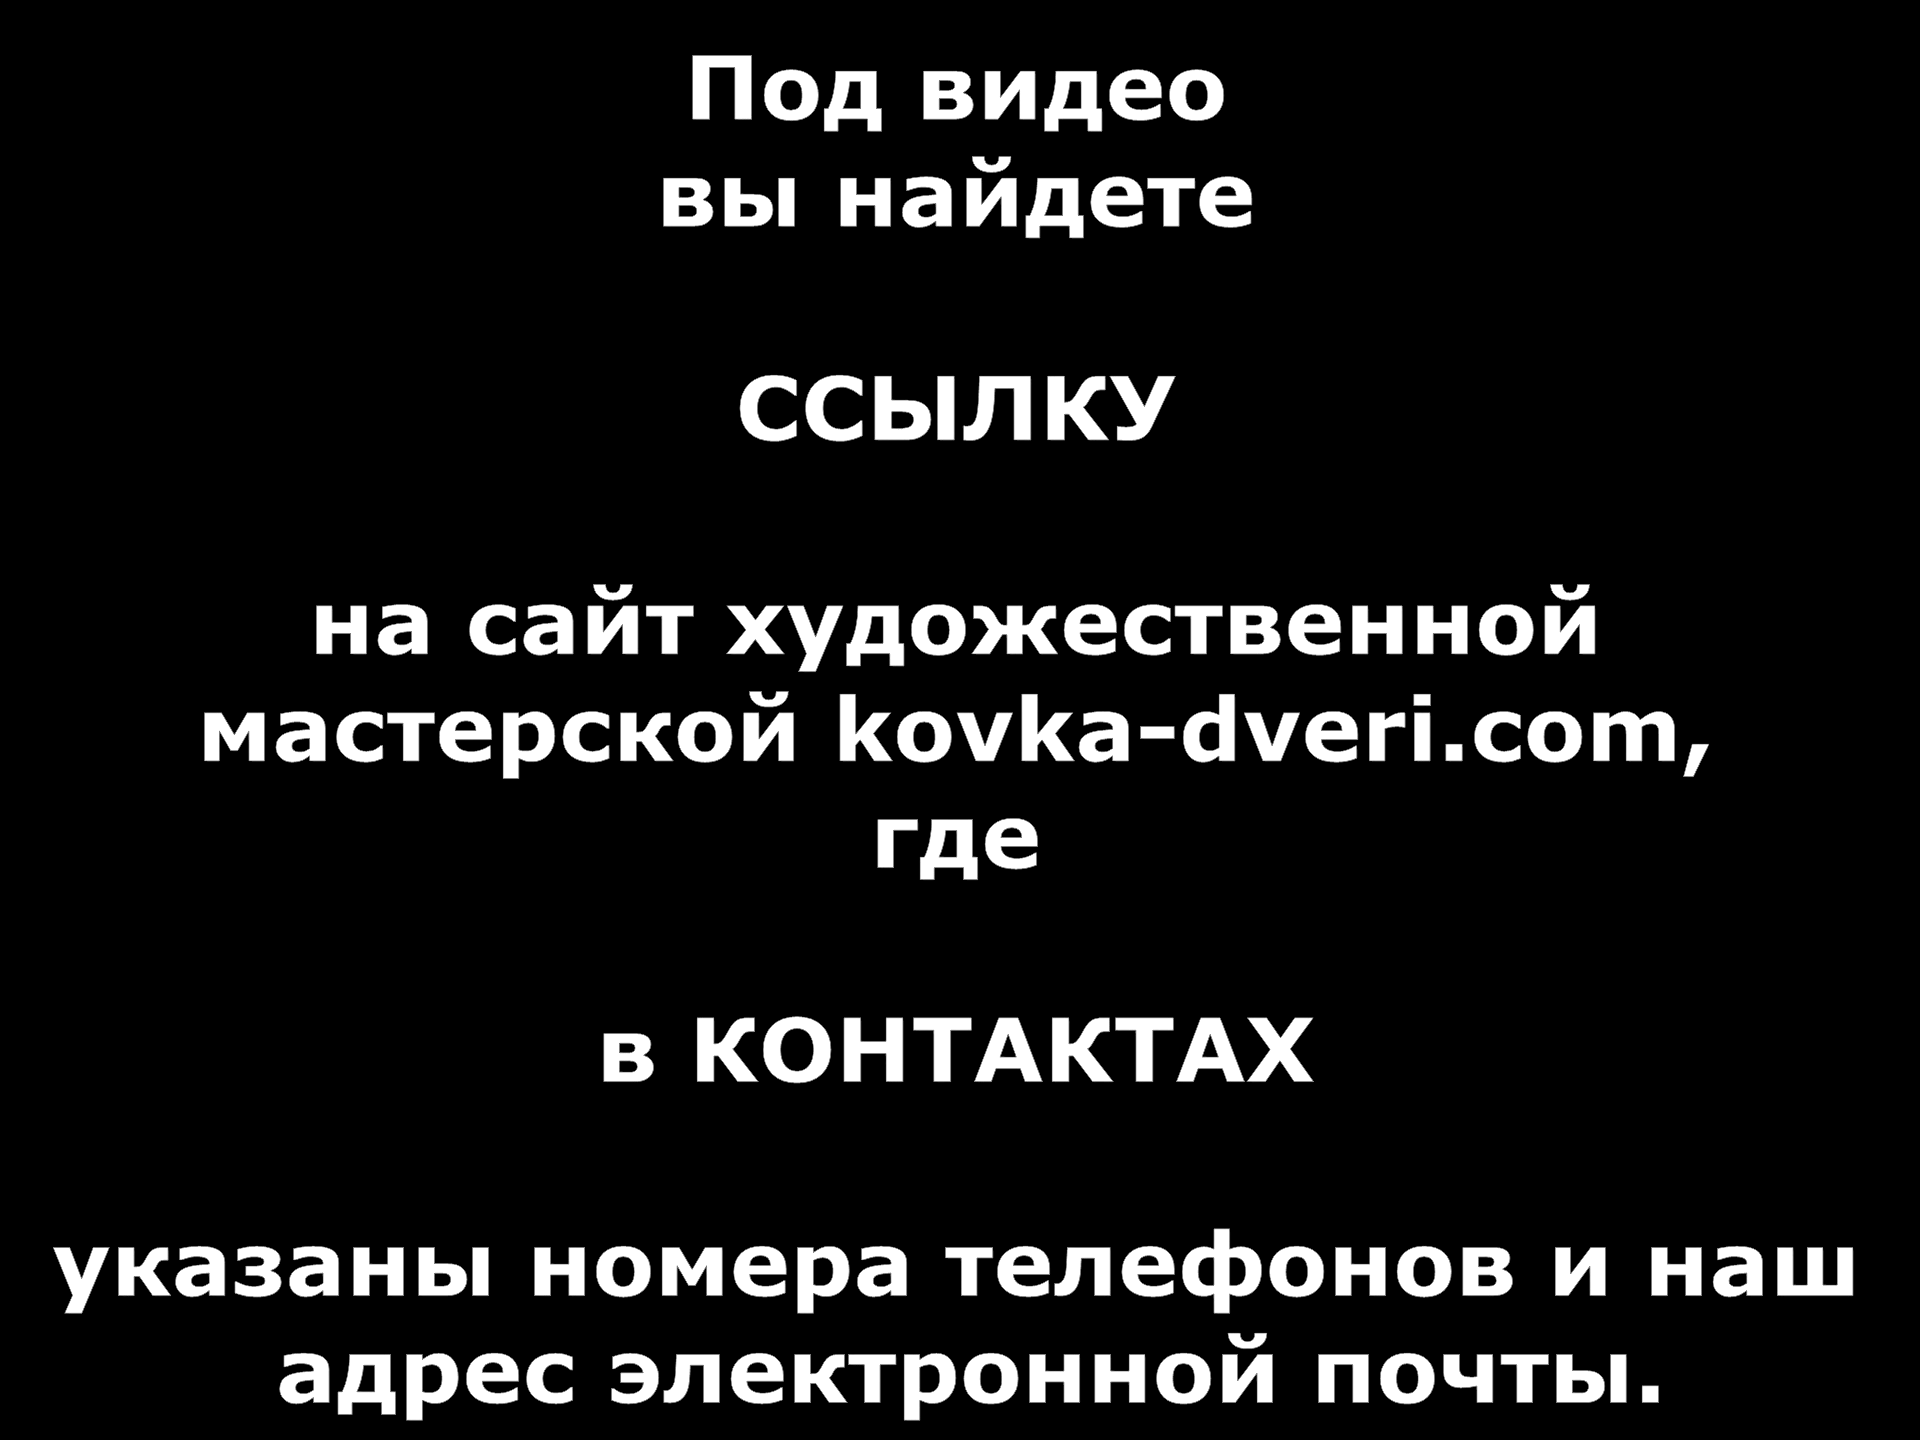 Под видео
вы найдете
ССЫЛКУ
на сайт художественной
мастерской kovka-dveri.com,
где
в КОНТАКТАХ
указаны номера телефонов и наш
адрес электронной почты.